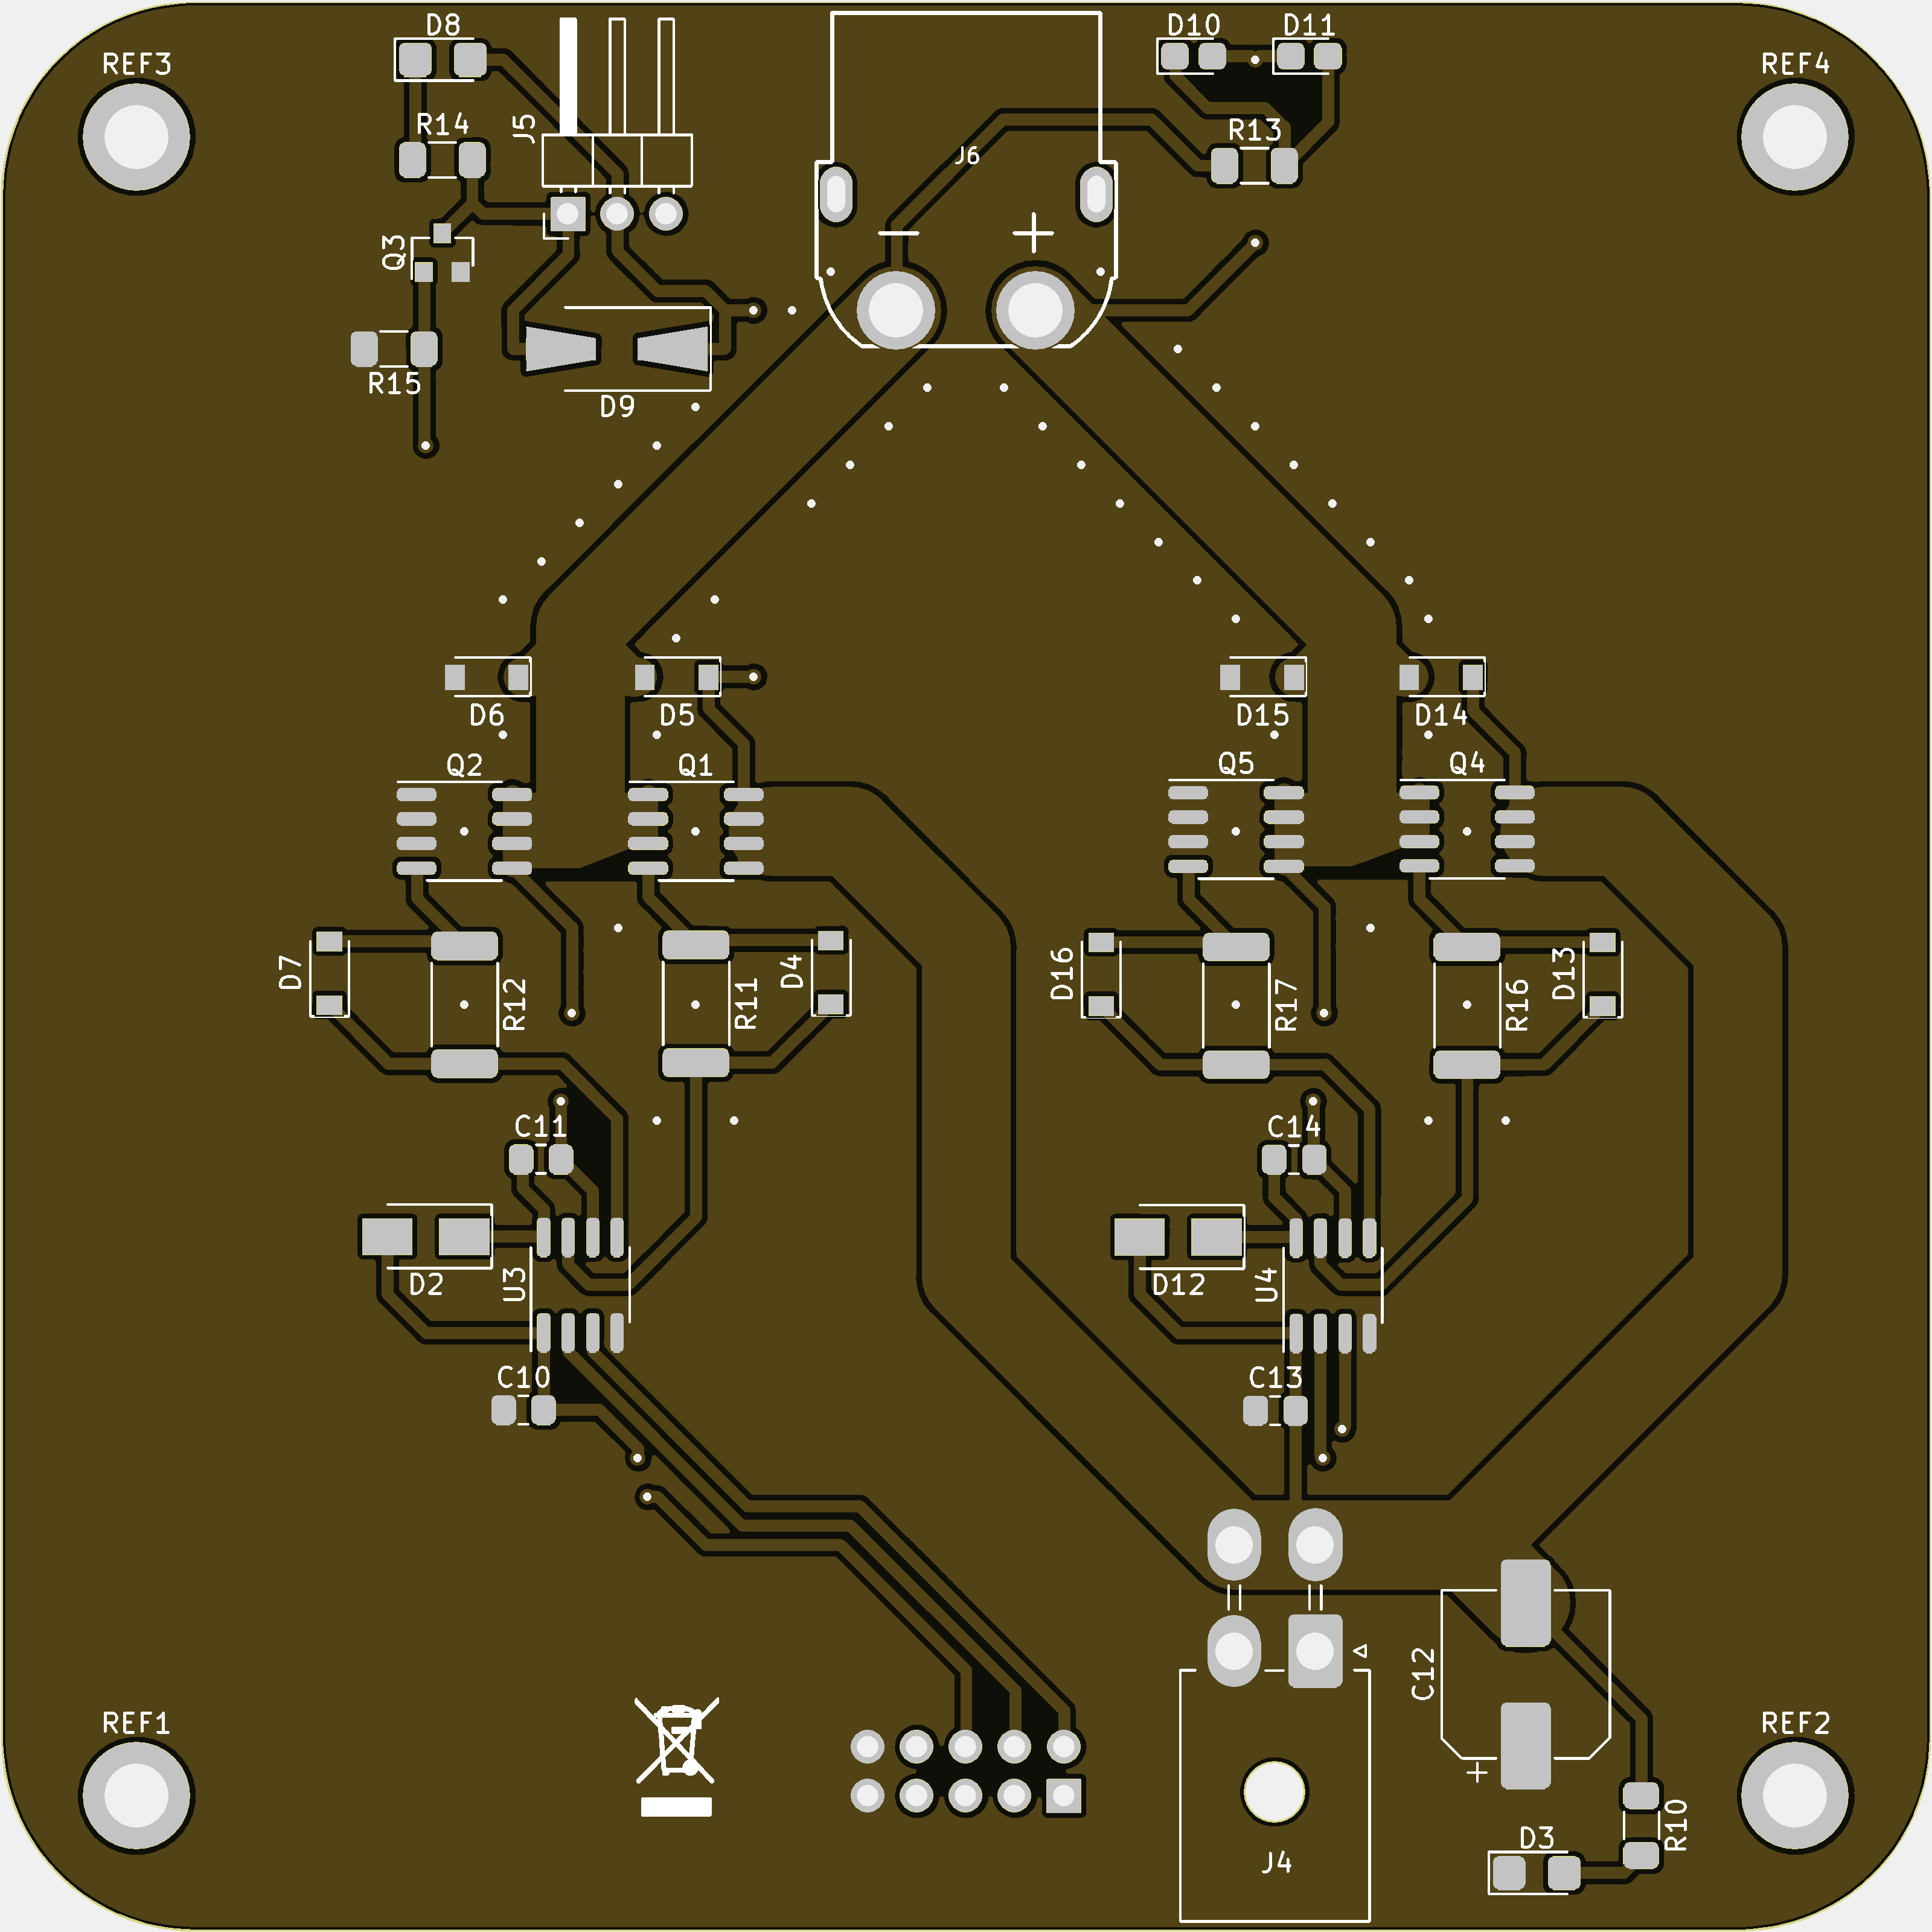 D8
D10
D11
REF3
REF4
R14
J5
J6
R13
Q3
− +
R15
D9
D6
D5
D15
D14
Q2
Q1
Q5
Q4
D7
R12
R11
D4
D16
R17
R16
D13
C11
C14
D2
U3
D12
U4
C10
C13
C12
REF1
REF2
+
R10
D3
J4